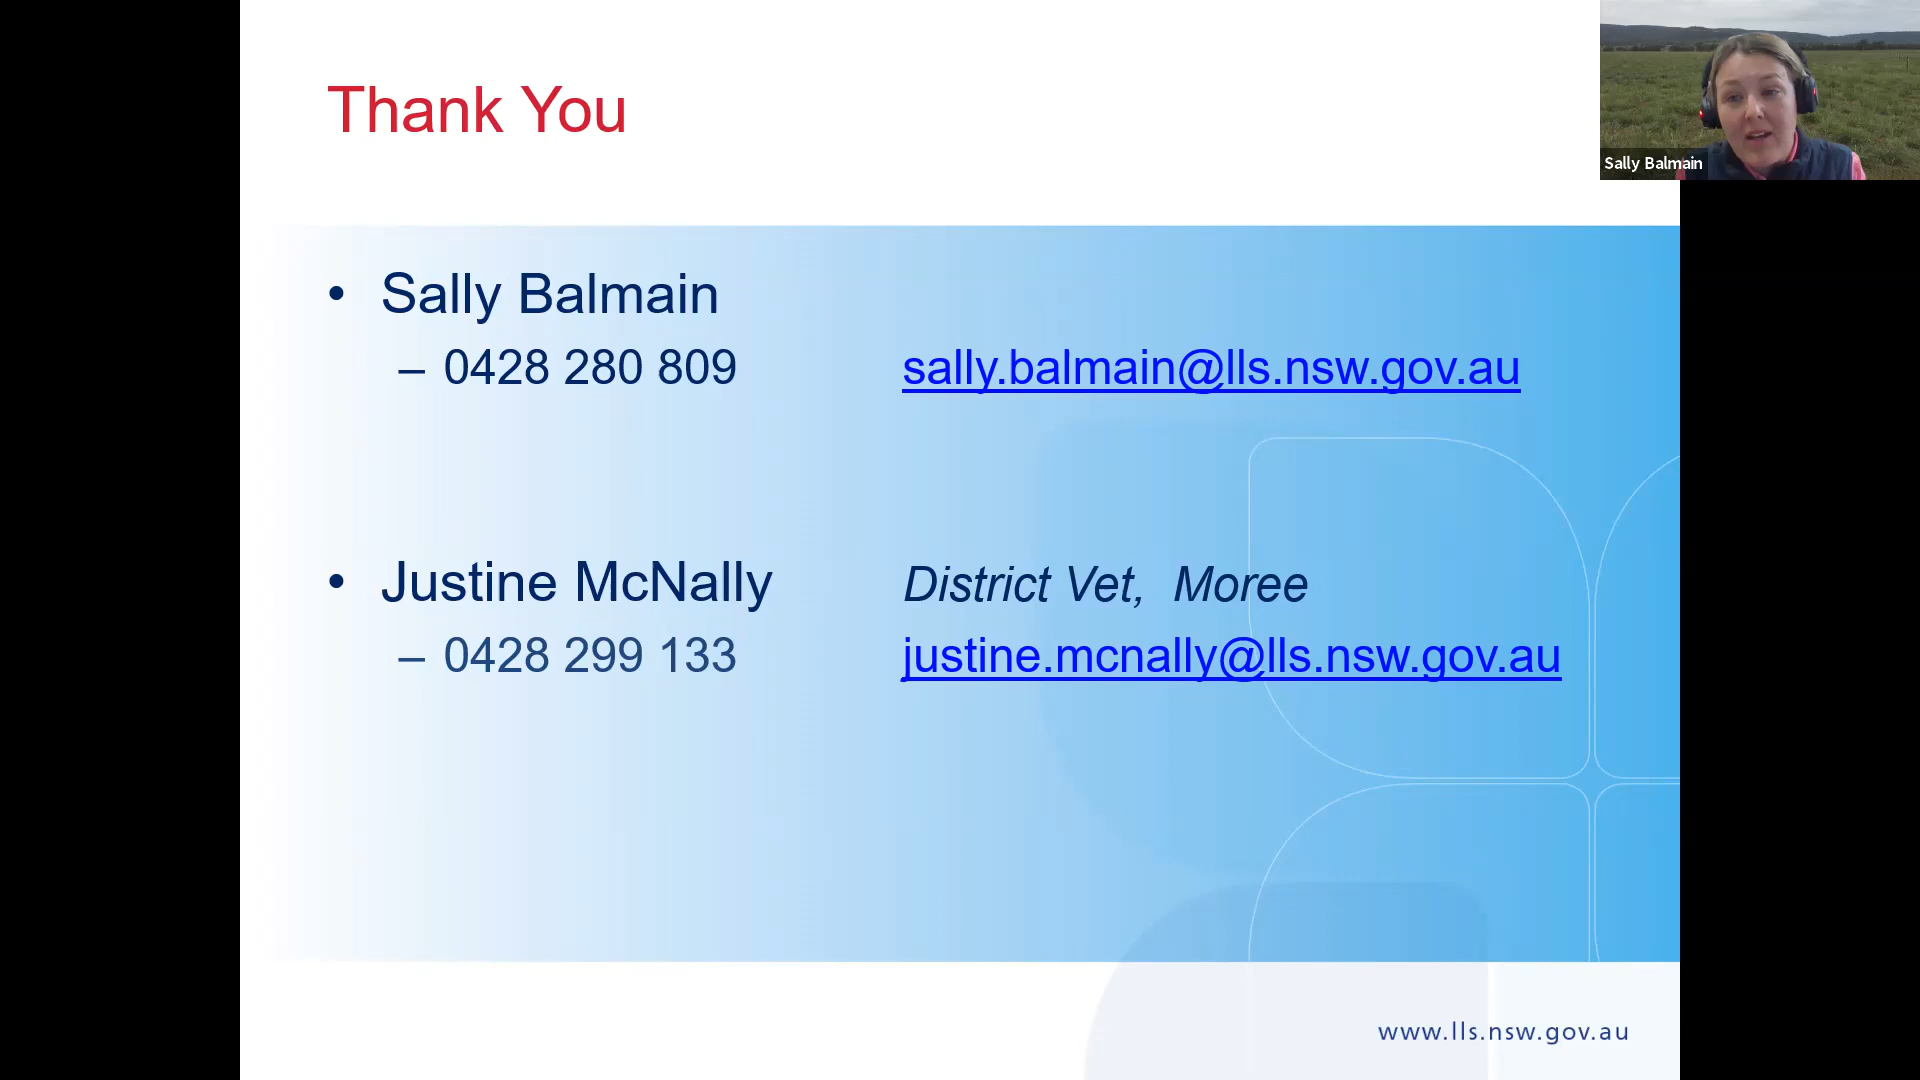 Thank You
Sally Balmain
• Sally Balmain
– 0428 280 809 sally.balmain@lls.nsw.gov.au
• Justine McNally District Vet, Moree
– 0428 299 133 justine.mcnally@lls.nsw.gov.au
www.lls.nsw.gov.au